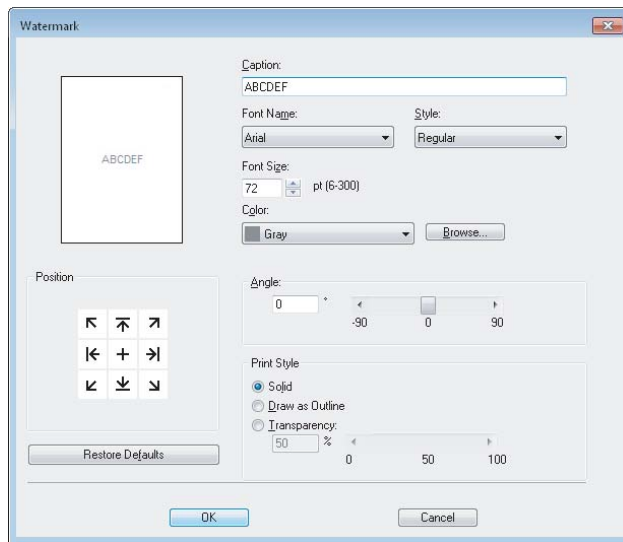 Watermark
Caption:
ABCDEF
ABCDEF
Font Name:
Style:
Arial
Regular
Font Size:
72
pt (6-300)
Color:
Gray
Browse...
Position
Angle:
0 °
-90 0 90
Print Style
Solid
Draw as Outline
Transparency:
50 %
0 50 100
Restore Defaults
OK
Cancel